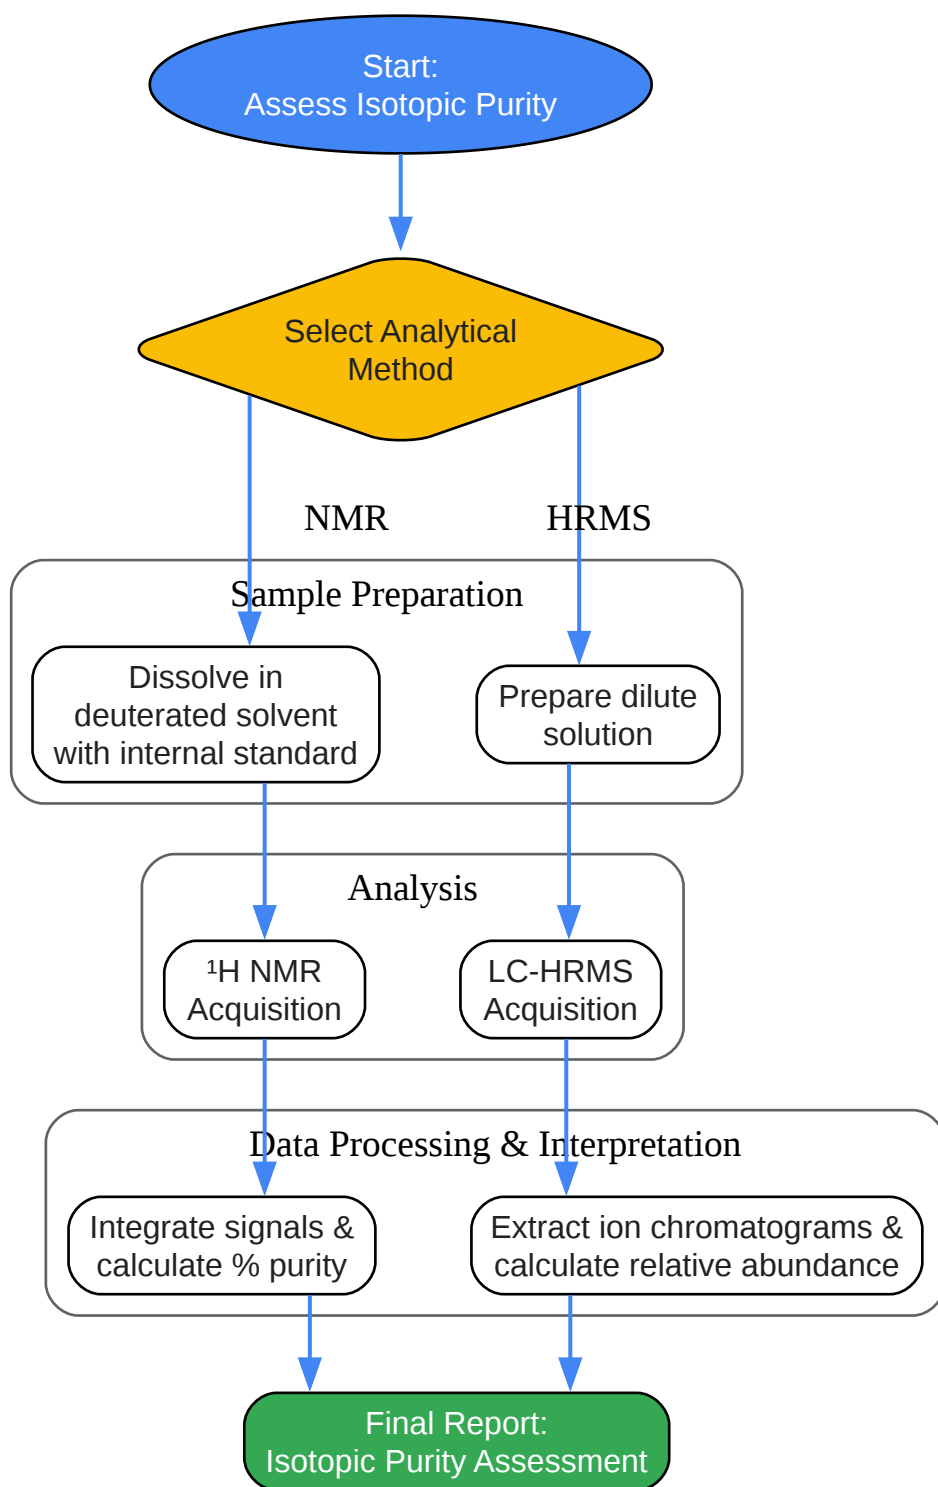 Start:
Assess Isotopic Purity
Select Analytical
Method
NMR
HRMS
Sample Preparation
Dissolve in
deuterated solvent
with internal standard
Prepare dilute
solution
Analysis
¹H NMR
Acquisition
LC-HRMS
Acquisition
Data Processing & Interpretation
Integrate signals &
calculate % purity
Extract ion chromatograms &
calculate relative abundance
Final Report:
Isotopic Purity Assessment